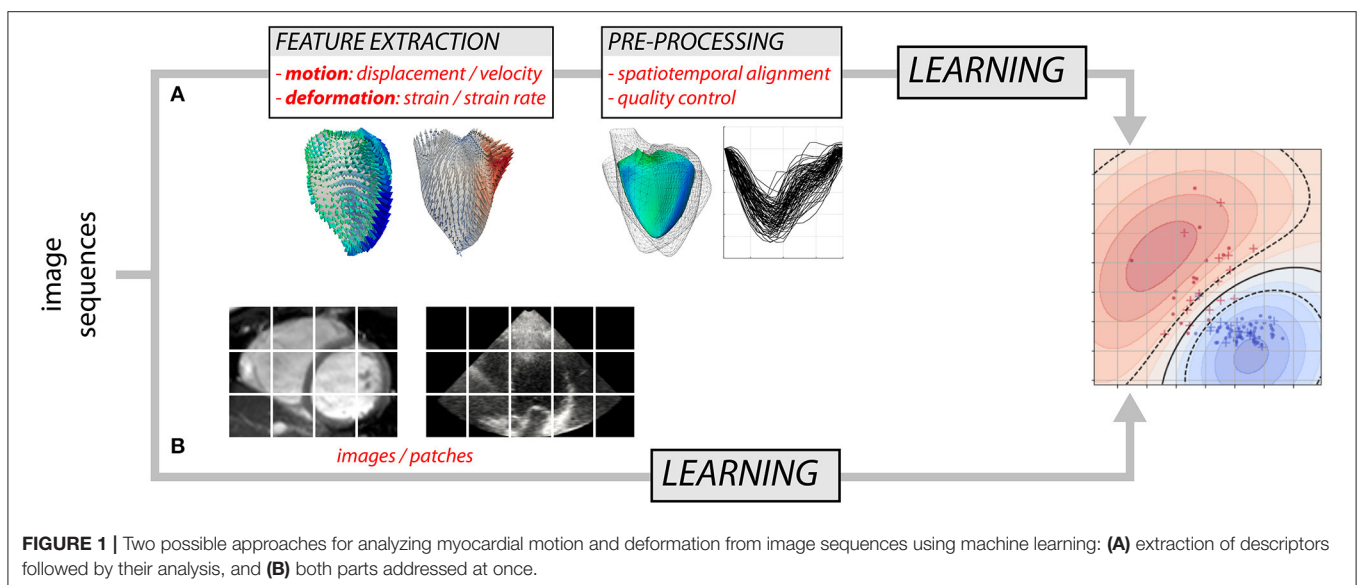 FEATURE EXTRACTION
- motion: displacement / velocity
- deformation: strain / strain rate
PRE-PROCESSING
- spatiotemporal alignment
- quality control
LEARNING
A
image
sequences
B
images / patches
LEARNING
FIGURE 1 | Two possible approaches for analyzing myocardial motion and deformation from image sequences using machine learning: (A) extraction of descriptors
followed by their analysis, and (B) both parts addressed at once.